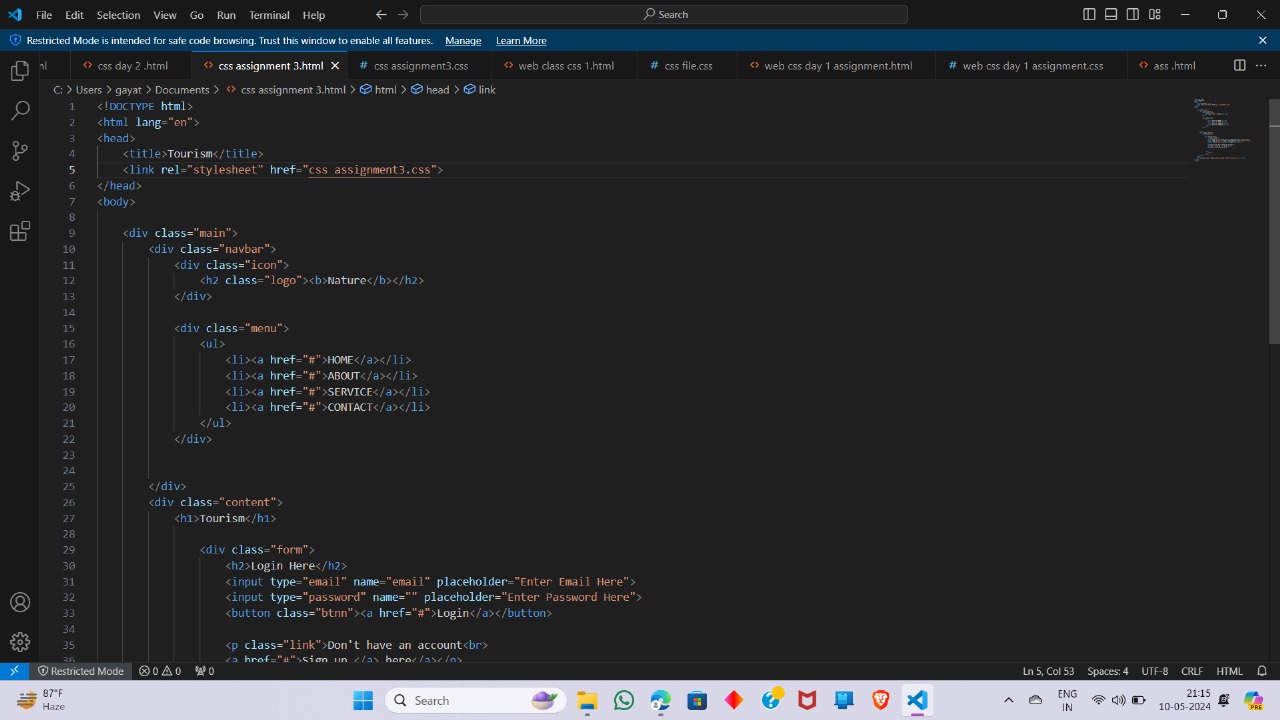 File Edit Selection View Go Run Terminal Help Search
Restricted Mode is intended for safe code browsing. Trust this window to enable all features. Manage Learn More
css day 2 .html css assignment 3.html css assignment3.css web class css 1.html css file.css web css day 1 assignment.html web css day 1 assignment.css ass .html
C: > Users > gayat > Documents > css assignment 3.html > html > head > link
1 <!DOCTYPE html>
2 <html lang="en">
3 <head>
4 <title>Tourism</title>
5 <link rel="stylesheet" href="css assignment3.css">
6 </head>
7 <body>
8
9 <div class="main">
10 <div class="navbar">
11 <div class="icon">
12 <h2 class="logo"><b>Nature</b></h2>
13 </div>
14
15 <div class="menu">
16 <ul>
17 <li><a href="#">HOME</a></li>
18 <li><a href="#">ABOUT</a></li>
19 <li><a href="#">SERVICE</a></li>
20 <li><a href="#">CONTACT</a></li>
21 </ul>
22 </div>
23
24
25 </div>
26 <div class="content">
27 <h1>Tourism</h1>
28
29 <div class="form">
30 <h2>Login Here</h2>
31 <input type="email" name="email" placeholder="Enter Email Here">
32 <input type="password" name="" placeholder="Enter Password Here">
33 <button class="btnn"><a href="#">Login</a></button>
34
35 <p class="link">Don't have an account<br>
36 <a href="#">Sign up </a> here</a></p>
Restricted Mode 0 0 0 Ln 5, Col 53 Spaces: 4 UTF-8 CRLF HTML
87°F
Haze
Search
ENG
IN
21:15
10-05-2024
PRE